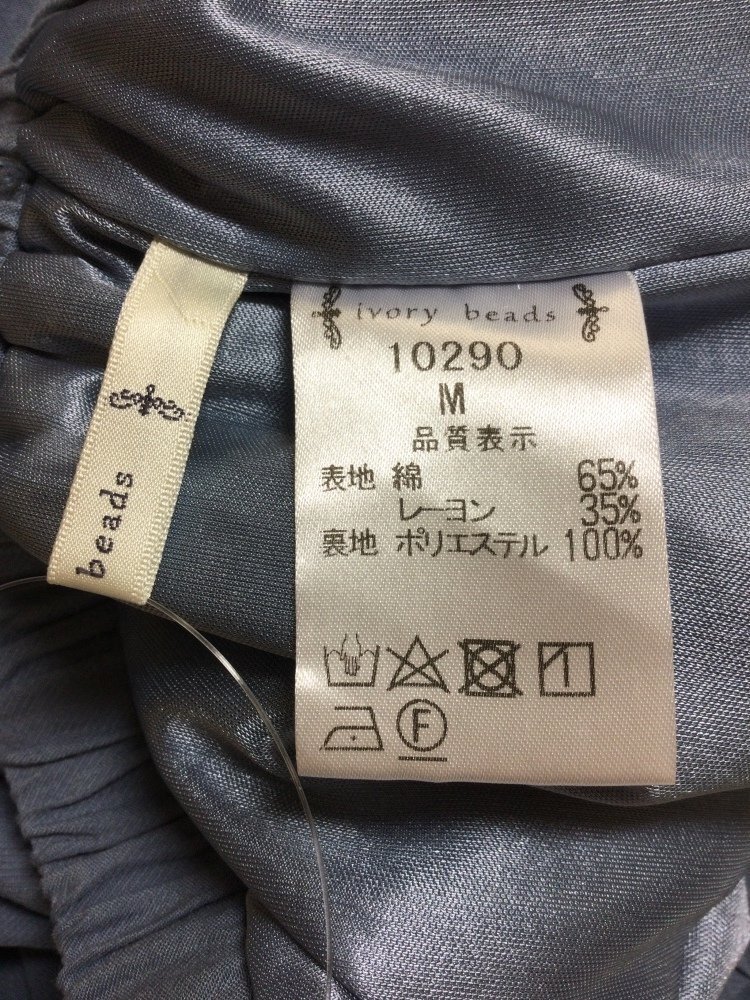 ivory beads
10290
M
品質表示
表地 綿 65%
レーヨン 35%
裏地 ポリエステル 100%
1
F
beads